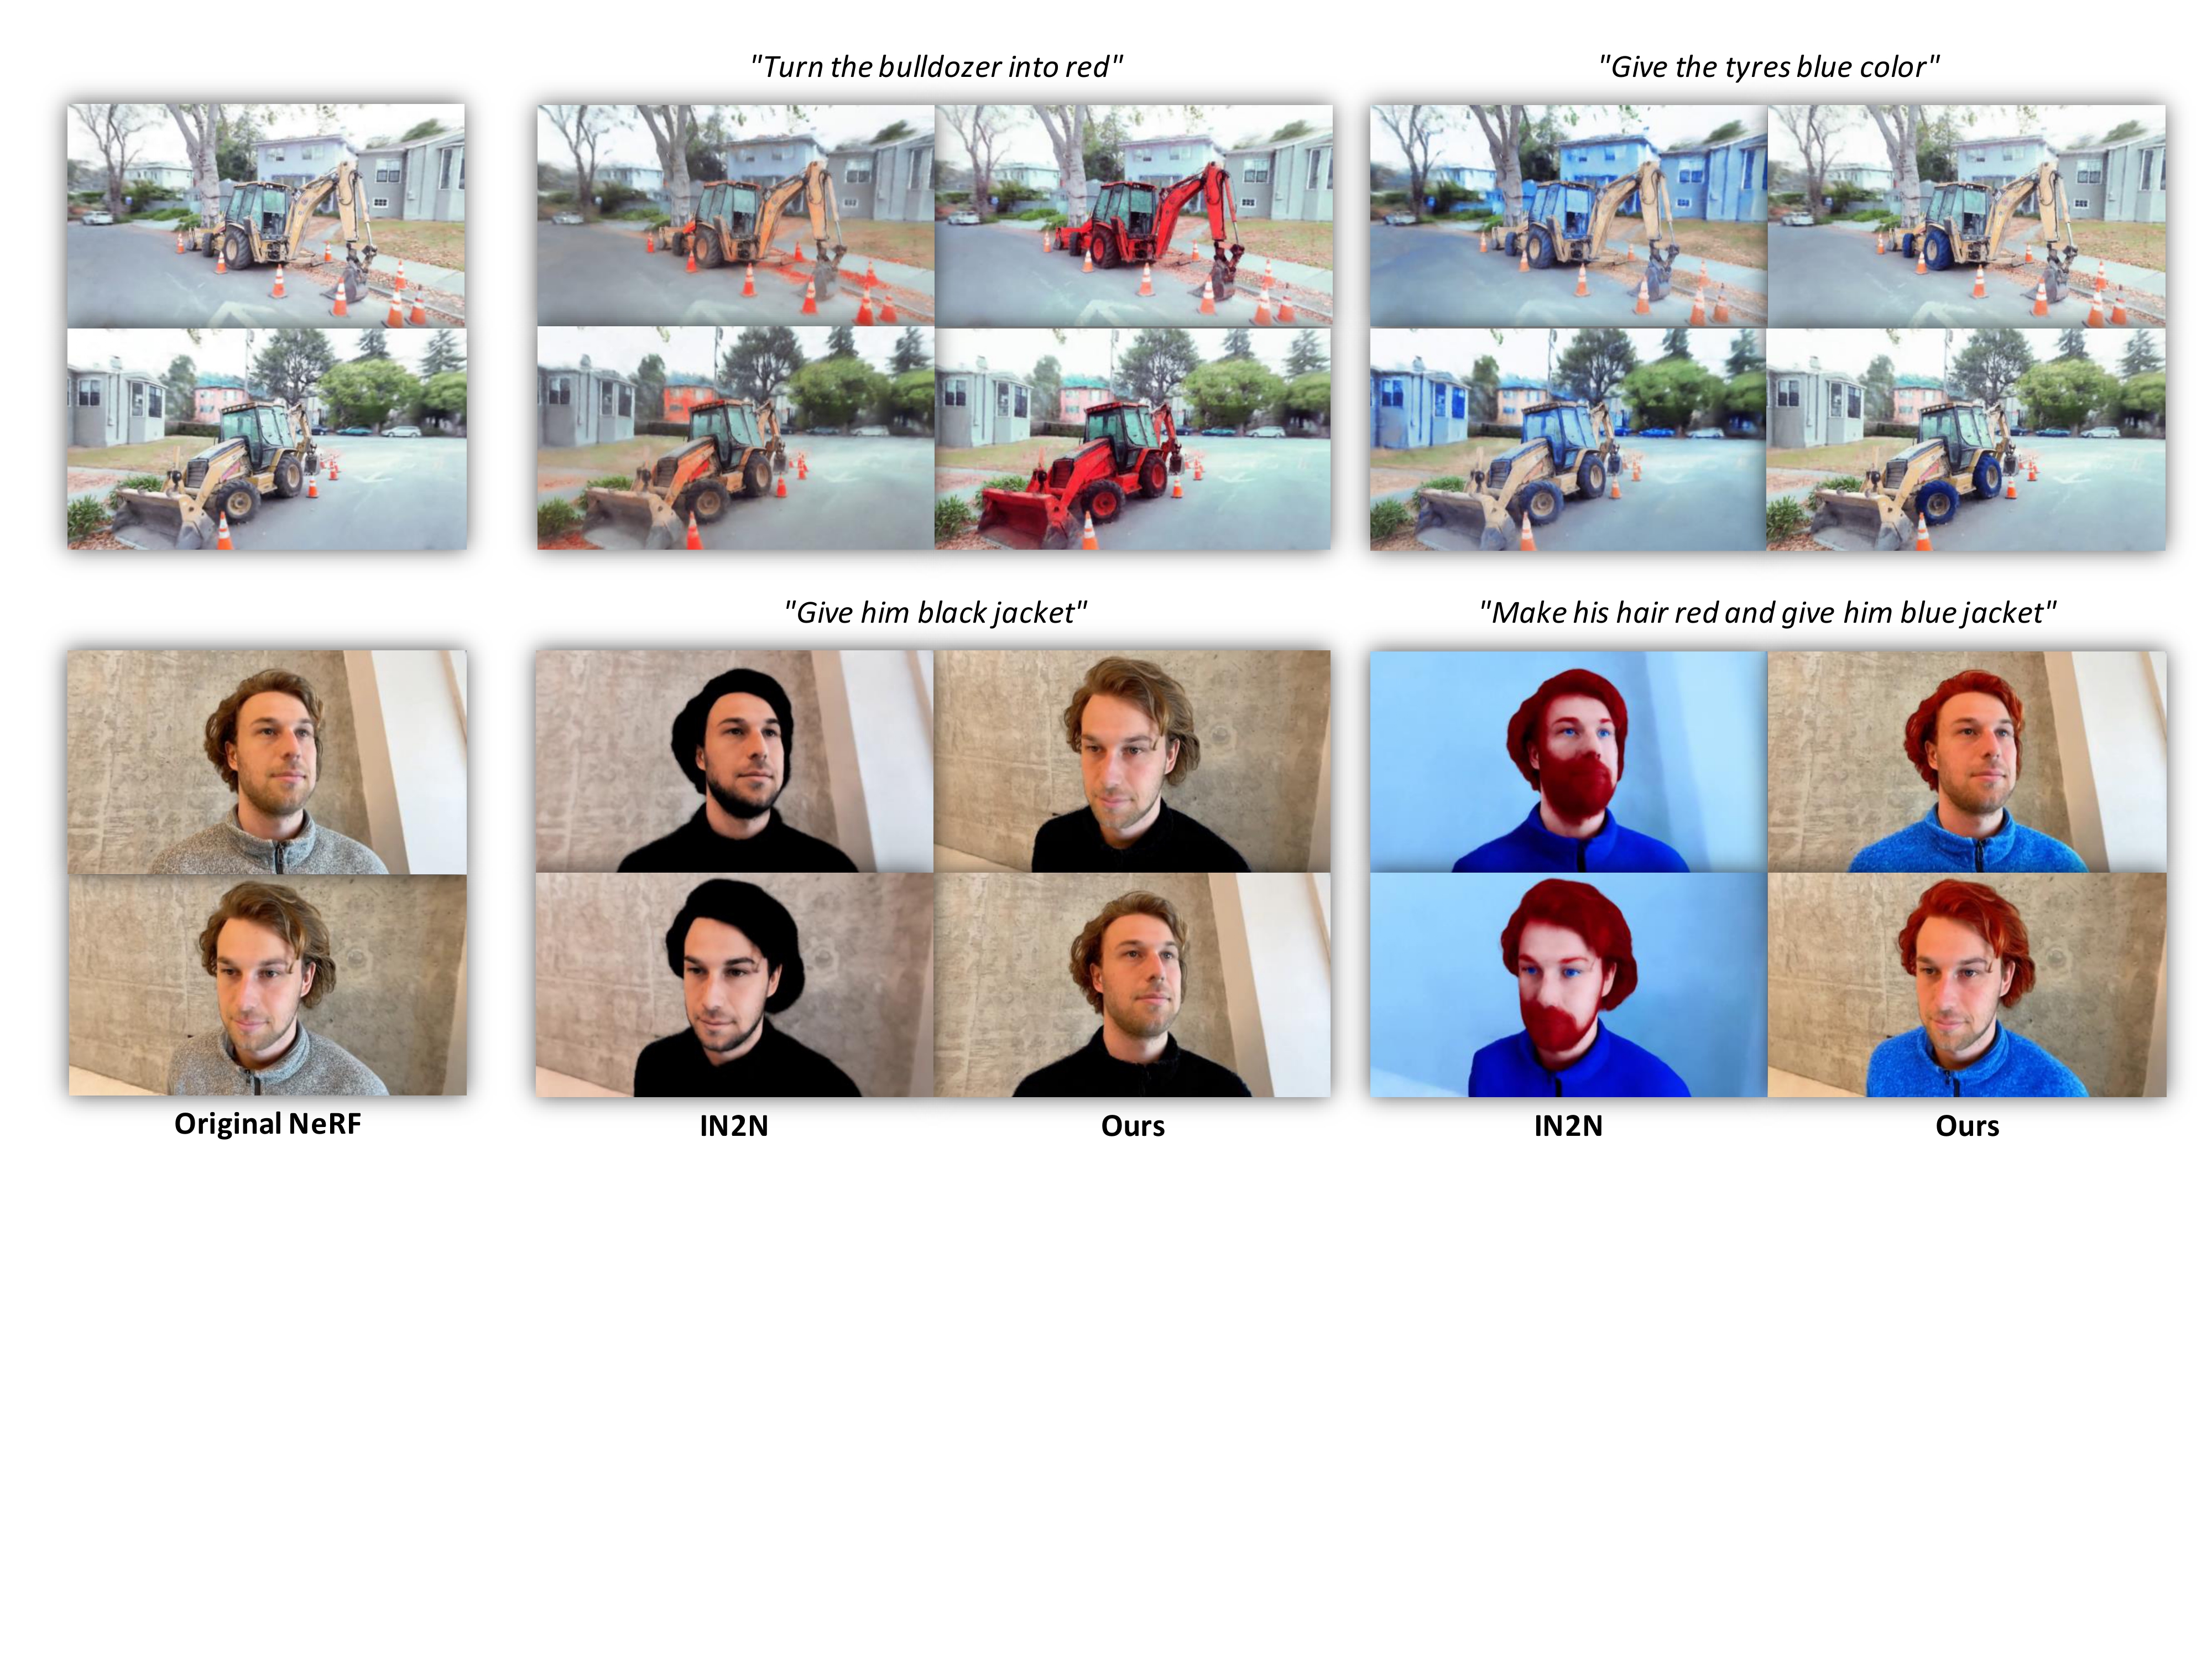 "Turn the bulldozer into red"
"Give the tyres blue color"
"Give him black jacket"
"Make his hair red and give him blue jacket"
Original NeRF
IN2N
Ours
IN2N
Ours